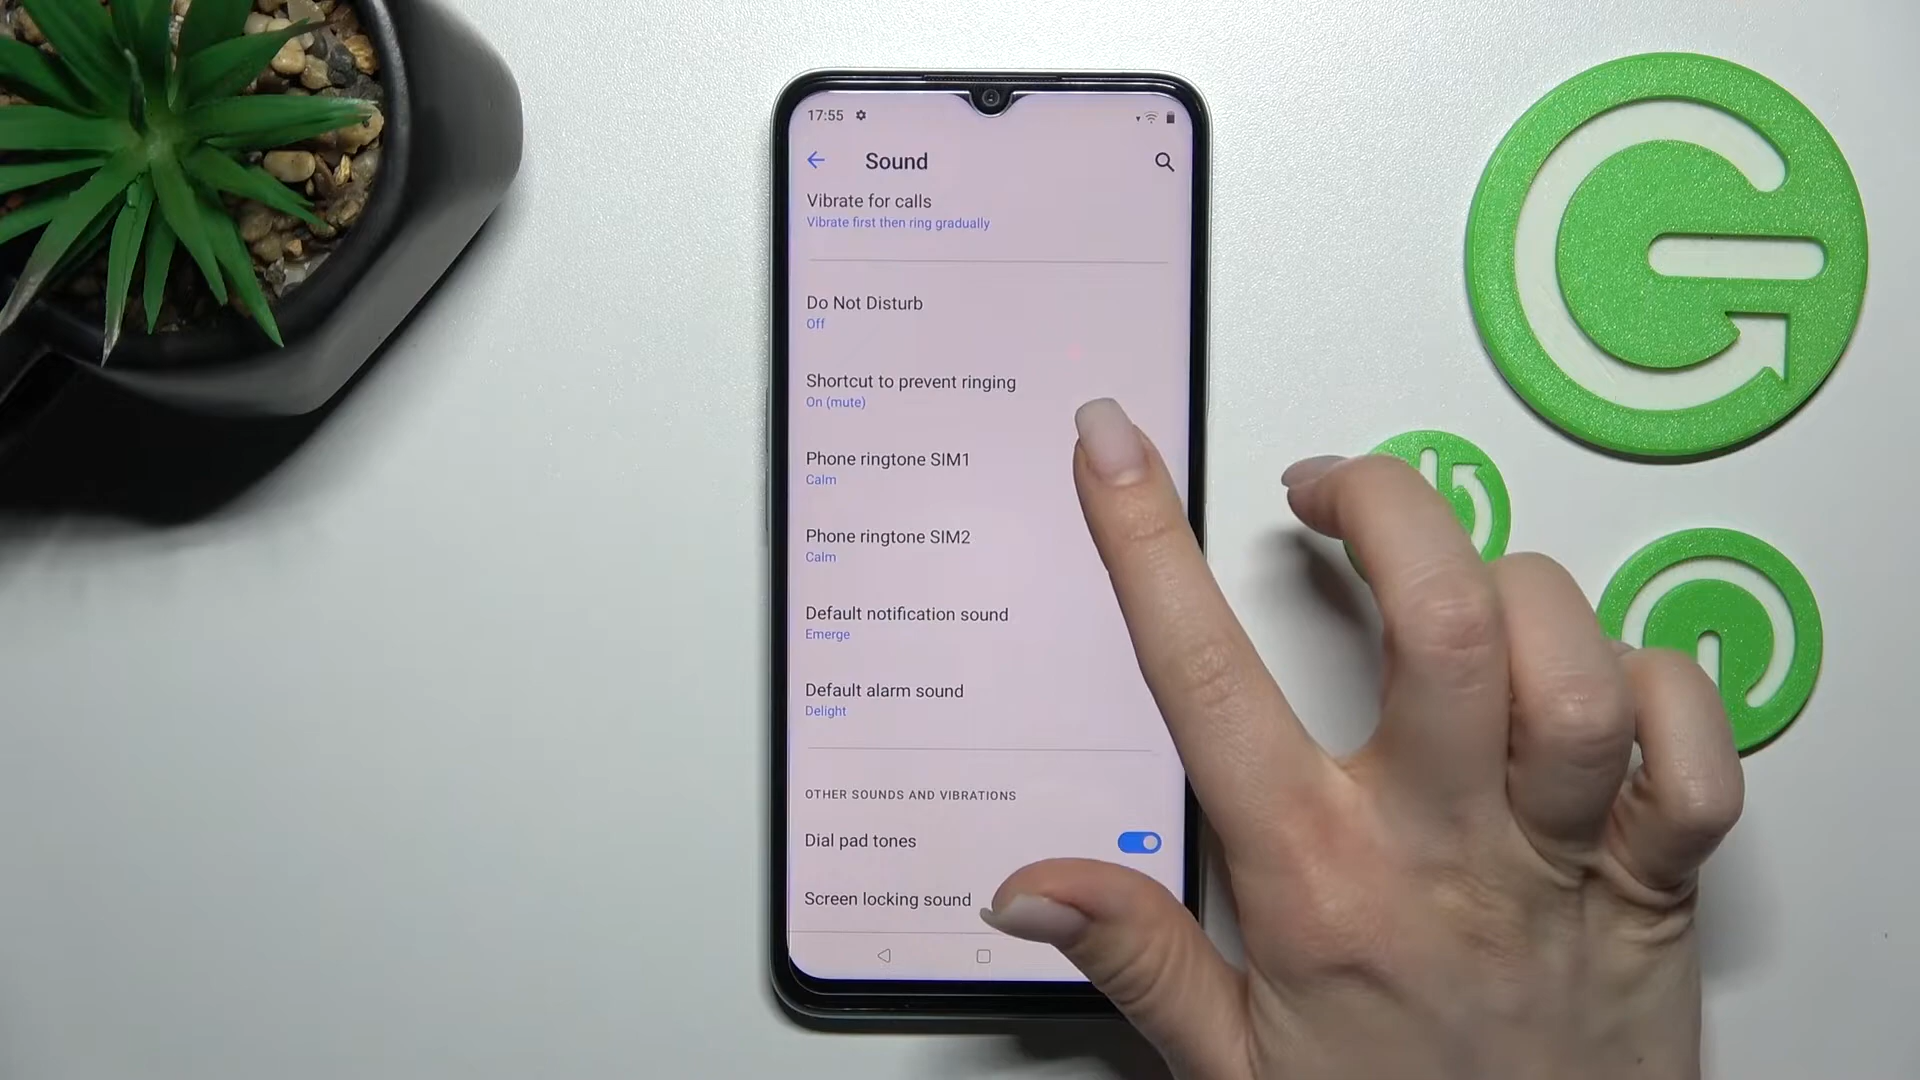 17:55
Sound
Vibrate for calls
Vibrate first then ring gradually
Do Not Disturb
Off
Shortcut to prevent ringing
On (mute)
Phone ringtone SIM1
Calm
Phone ringtone SIM2
Calm
Default notification sound
Emerge
Default alarm sound
Delight
OTHER SOUNDS AND VIBRATIONS
Dial pad tones
Screen locking sound